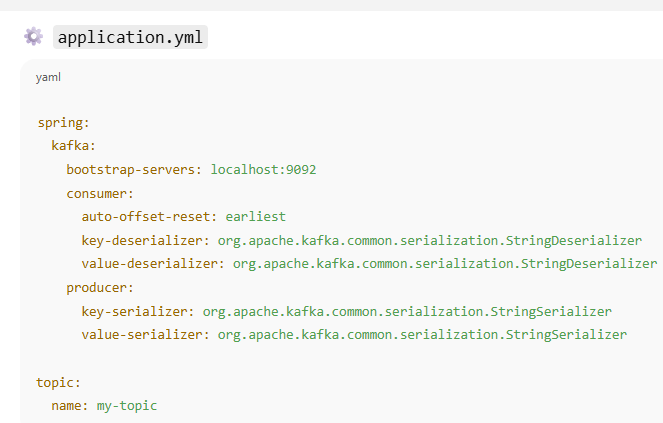 application.yml
yaml
spring:
  kafka:
    bootstrap-servers: localhost:9092
    consumer:
      auto-offset-reset: earliest
      key-deserializer: org.apache.kafka.common.serialization.StringDeserializer
      value-deserializer: org.apache.kafka.common.serialization.StringDeserializer
    producer:
      key-serializer: org.apache.kafka.common.serialization.StringSerializer
      value-serializer: org.apache.kafka.common.serialization.StringSerializer
topic:
  name: my-topic